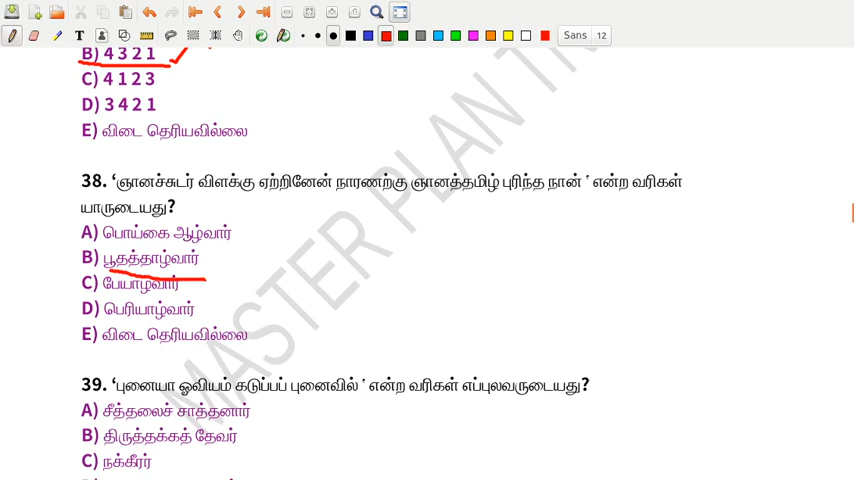 Sans 12
B) 4 3 2 1
C) 4 1 2 3
D) 3 4 2 1
E) விடை தெரியவில்லை
38. ‘ஞானச்சுடர் விளக்கு ஏற்றினேன் நாரணற்கு ஞானத்தமிழ் புரிந்த நான் ’ என்ற வரிகள்
யாருடையது?
A) பொய்கை ஆழ்வார்
B) பூதத்தாழ்வார்
C) பேயாழ்வார்
D) பெரியாழ்வார்
E) விடை தெரியவில்லை
39. ‘புனையா ஓவியம் கடுப்பப் புனைவில் ’ என்ற வரிகள் எப்புலவருடையது?
A) சீத்தலைச் சாத்தனார்
B) திருத்தக்கத் தேவர்
C) நக்கீரர்
MASTER PLAN